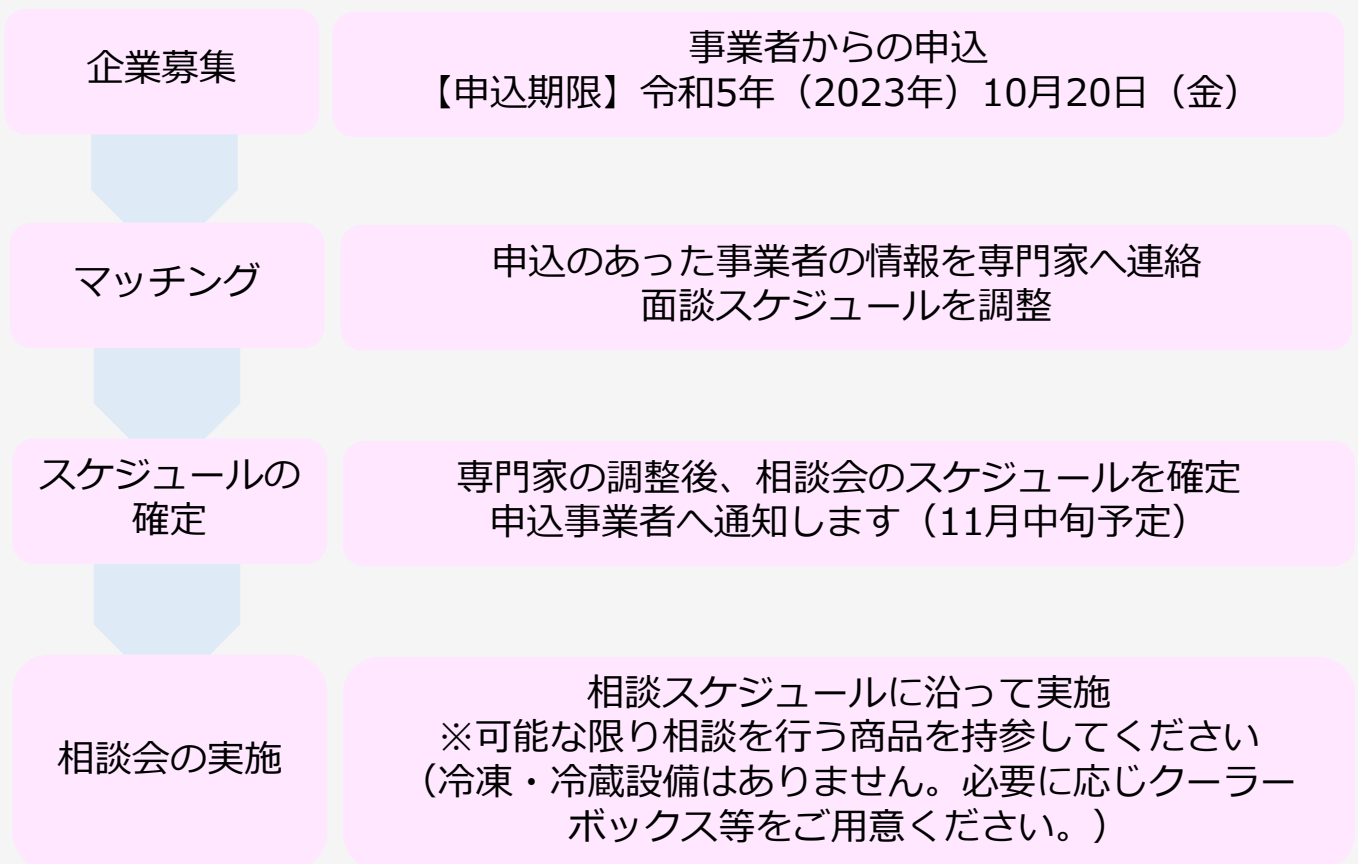 企業募集
事業者からの申込
【申込期限】令和5年（2023年）10月20日（金）
マッチング
申込のあった事業者の情報を専門家へ連絡
面談スケジュールを調整
スケジュールの
確定
専門家の調整後、相談会のスケジュールを確定
申込事業者へ通知します（11月中旬予定）
相談会の実施
相談スケジュールに沿って実施
※可能な限り相談を行う商品を持参してください
（冷凍・冷蔵設備はありません。必要に応じクーラー
ボックス等をご用意ください。）